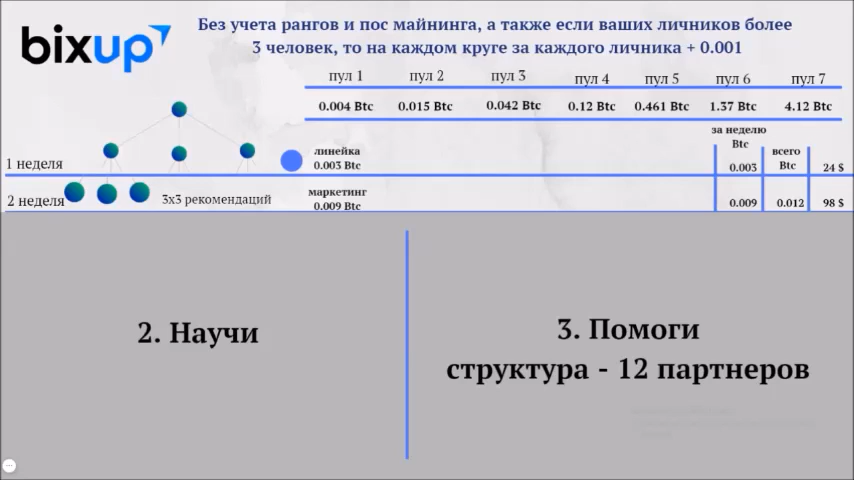 bixup
Без учета рангов и пос майнинга, а также если ваших личников более
3 человек, то на каждом круге за каждого личника + 0.001
пул 1 пул 2 пул 3 пул 4 пул 5 пул 6 пул 7
0.004 Btc 0.015 Btc 0.042 Btc 0.12 Btc 0.461 Btc 1.37 Btc 4.12 Btc
за неделю
Btc
всего
Btc
1 неделя
линейка
0.003 Btc
0.003 24 $
2 неделя
3х3 рекомендаций
маркетинг
0.009 Btc
0.009 0.012 98 $
2. Научи
3. Помоги
структура - 12 партнеров